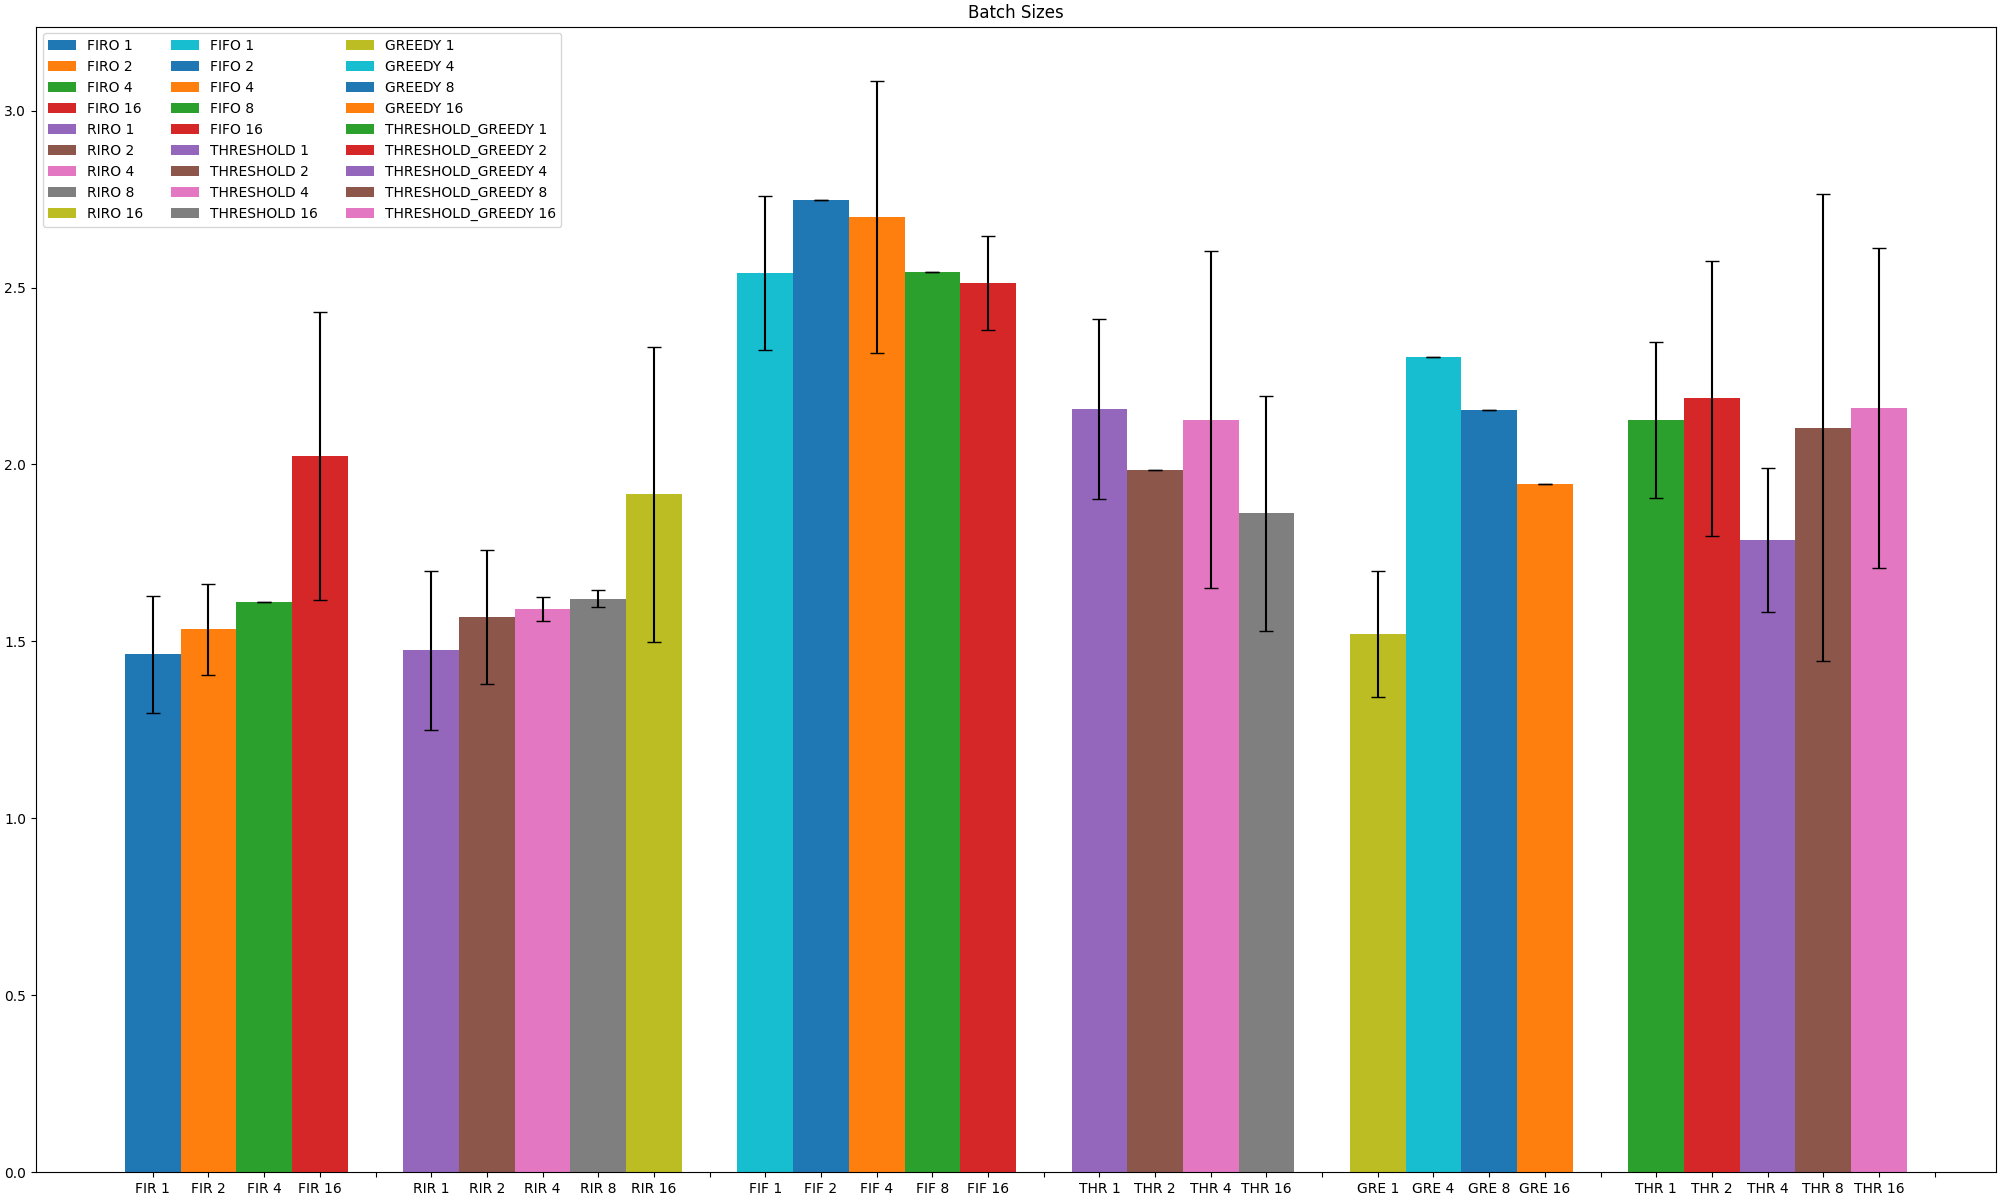 Batch Sizes
FIRO 1
FIRO 2
FIRO 4
FIRO 16
RIRO 1
RIRO 2
RIRO 4
RIRO 8
RIRO 16
FIFO 1
FIFO 2
FIFO 4
FIFO 8
FIFO 16
THRESHOLD 1
THRESHOLD 2
THRESHOLD 4
THRESHOLD 16
GREEDY 1
GREEDY 4
GREEDY 8
GREEDY 16
THRESHOLD_GREEDY 1
THRESHOLD_GREEDY 2
THRESHOLD_GREEDY 4
THRESHOLD_GREEDY 8
THRESHOLD_GREEDY 16
3.0
2.5
2.0
1.5
1.0
0.5
0.0
FIR 1 FIR 2 FIR 4 FIR 16 RIR 1 RIR 2 RIR 4 RIR 8 RIR 16 FIF 1 FIF 2 FIF 4 FIF 8 FIF 16 THR 1 THR 2 THR 4 THR 16 GRE 1 GRE 4 GRE 8 GRE 16 THR 1 THR 2 THR 4 THR 8 THR 16